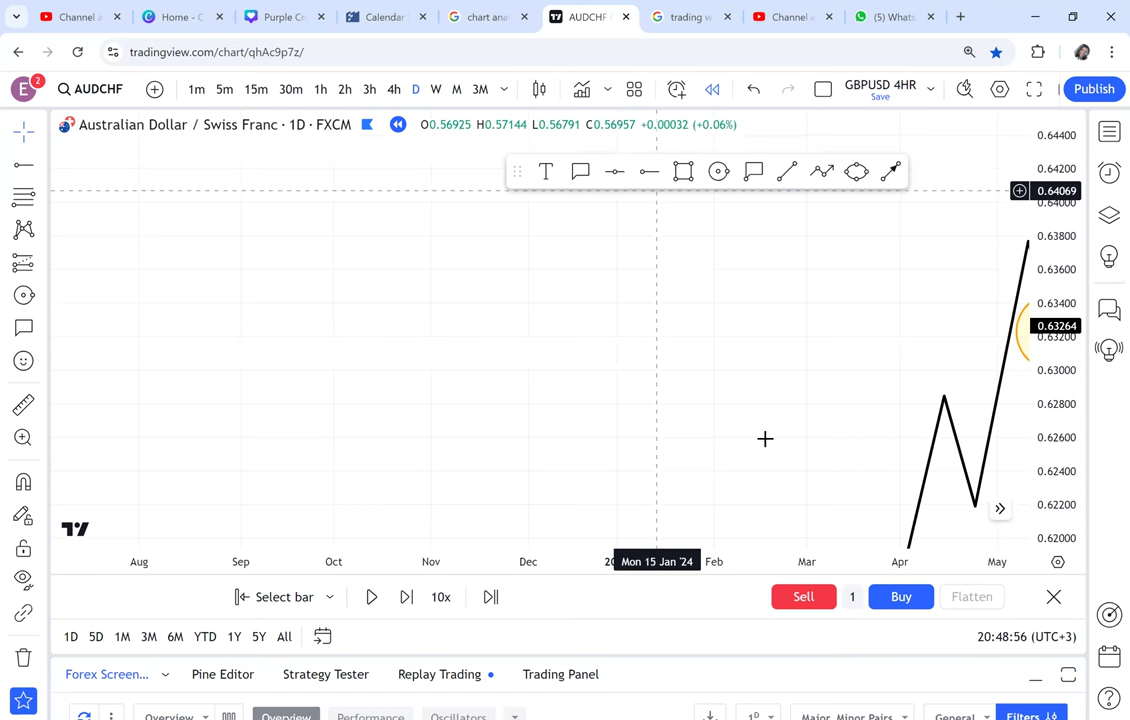 Channel a
Home - C
Purple Cr
Calendar
chart ana
AUDCHF
trading w
Channel a
(5) Whats
tradingview.com/chart/qhAc9p7z/
E 2 AUDCHF 1m 5m 15m 30m 1h 2h 3h 4h D W M 3M GBPUSD 4HR Save Publish
Australian Dollar / Swiss Franc · 1D · FXCM O0.56925 H0.57144 L0.56791 C0.56957 +0.00032 (+0.06%)
T
0.64400
0.64200
0.64069
0.64000
0.63800
0.63600
0.63400
0.63264
0.63200
0.63000
0.62800
0.62600
0.62400
0.62200
0.62000
Aug Sep Oct Nov Dec 20 Mon 15 Jan '24 Feb Mar Apr May
Select bar 10x Sell 1 Buy Flatten
1D 5D 1M 3M 6M YTD 1Y 5Y All 20:48:56 (UTC+3)
Forex Screen... Pine Editor Strategy Tester Replay Trading Trading Panel
Overview Overview Performance Oscillators 1D Major, Minor Pairs General Filters